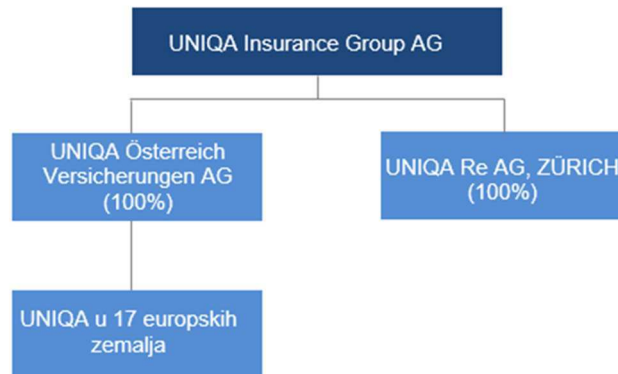 UNIQA Insurance Group AG
UNIQA Österreich
Versicherungen AG
(100%)
UNIQA Re AG, ZÜRICH
(100%)
UNIQA u 17 europskih
zemalja